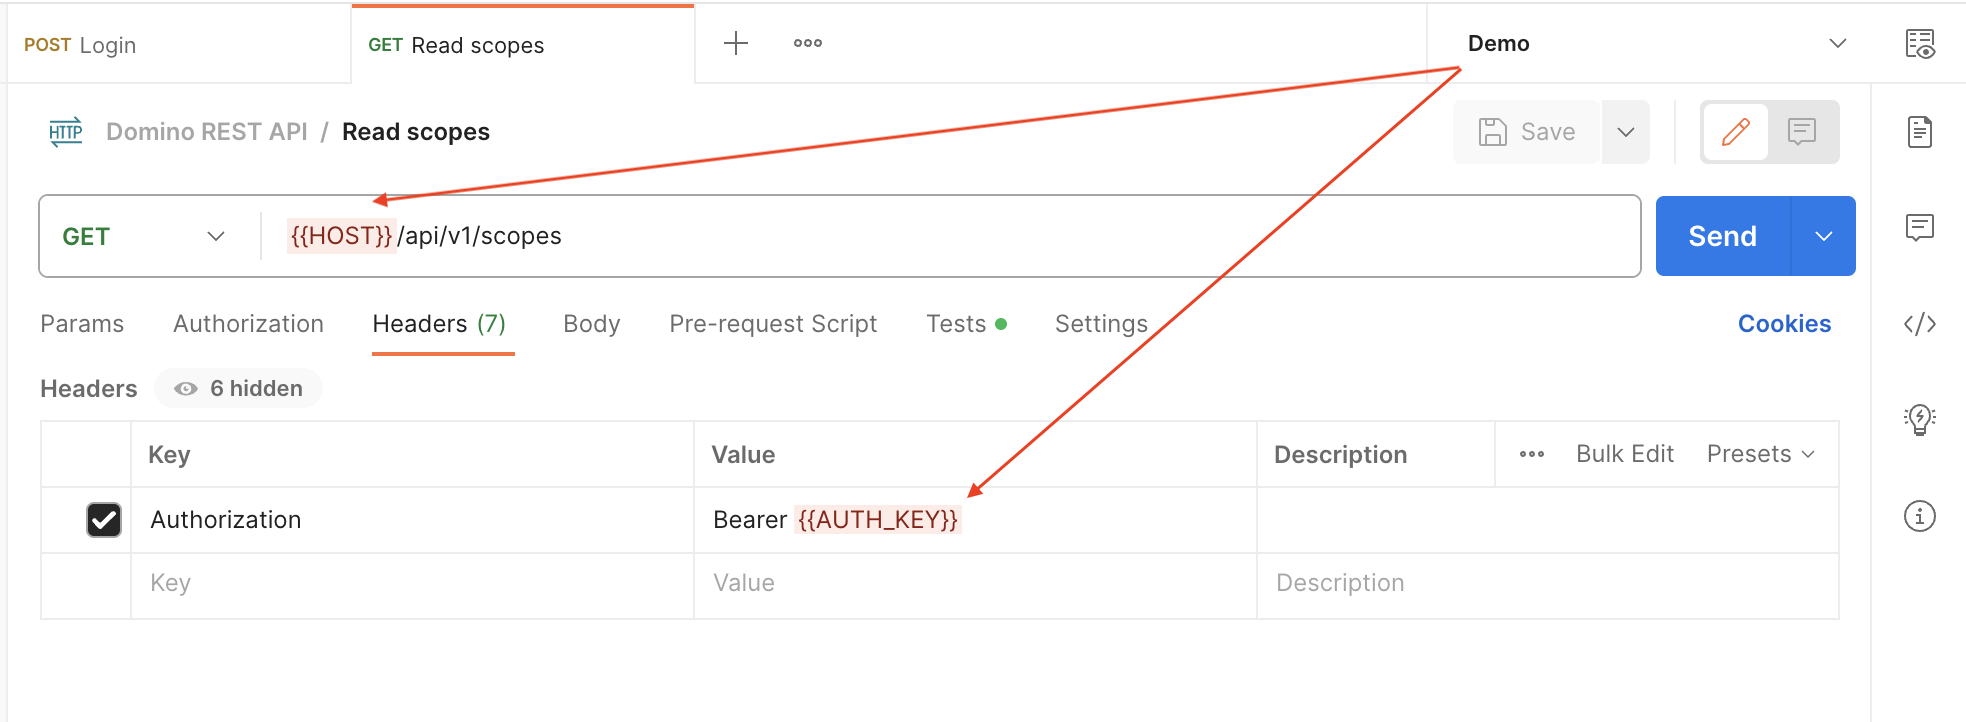 POST Login
GET Read scopes
Demo
HTTP Domino REST API / Read scopes
Save
GET
{{HOST}}/api/v1/scopes
Send
Params Authorization Headers (7) Body Pre-request Script Tests Settings Cookies
Headers 6 hidden
Key Value Description Bulk Edit Presets
Authorization Bearer {{AUTH_KEY}}
Key Value Description